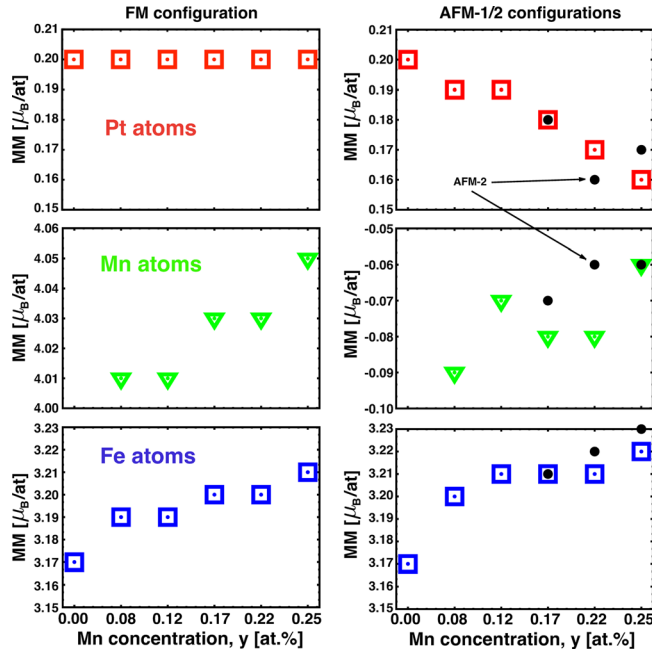 FM configuration
AFM-1/2 configurations
MM [μB/at]
0.21
0.20
0.19
0.18
0.17
0.16
0.15
Pt atoms
MM [μB/at]
0.21
0.20
0.19
0.18
0.17
0.16
0.15
AFM-2
MM [μB/at]
4.06
4.05
4.04
4.03
4.02
4.01
4.00
Mn atoms
MM [μB/at]
-0.05
-0.06
-0.07
-0.08
-0.09
-0.10
MM [μB/at]
3.23
3.22
3.21
3.20
3.19
3.18
3.17
3.16
3.15
Fe atoms
0.00 0.08 0.12 0.17 0.22 0.25
Mn concentration, y [at.%]
MM [μB/at]
3.23
3.22
3.21
3.20
3.19
3.18
3.17
3.16
3.15
0.00 0.08 0.12 0.17 0.22 0.25
Mn concentration, y [at.%]